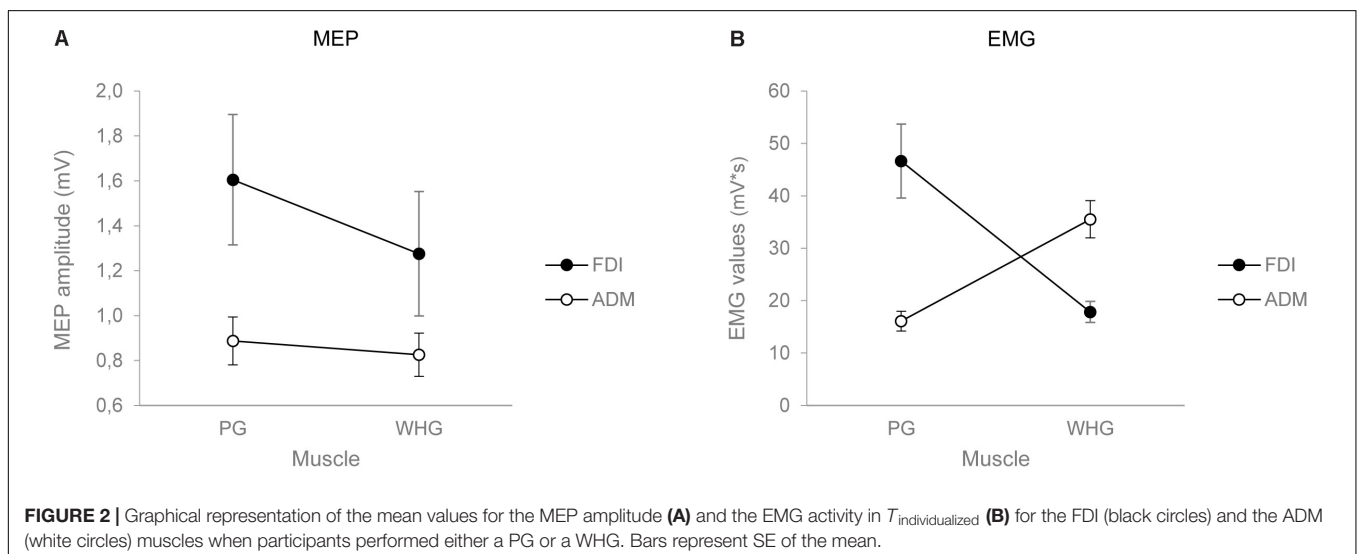 A
MEP
MEP amplitude (mV)
2,0
1,8
1,6
1,4
1,2
1,0
0,8
0,6
PG
WHG
Muscle
FDI
ADM
B
EMG
EMG values (mV*s)
60
50
40
30
20
10
0
PG
WHG
Muscle
FDI
ADM
FIGURE 2 | Graphical representation of the mean values for the MEP amplitude (A) and the EMG activity in Tindividualized (B) for the FDI (black circles) and the ADM
(white circles) muscles when participants performed either a PG or a WHG. Bars represent SE of the mean.